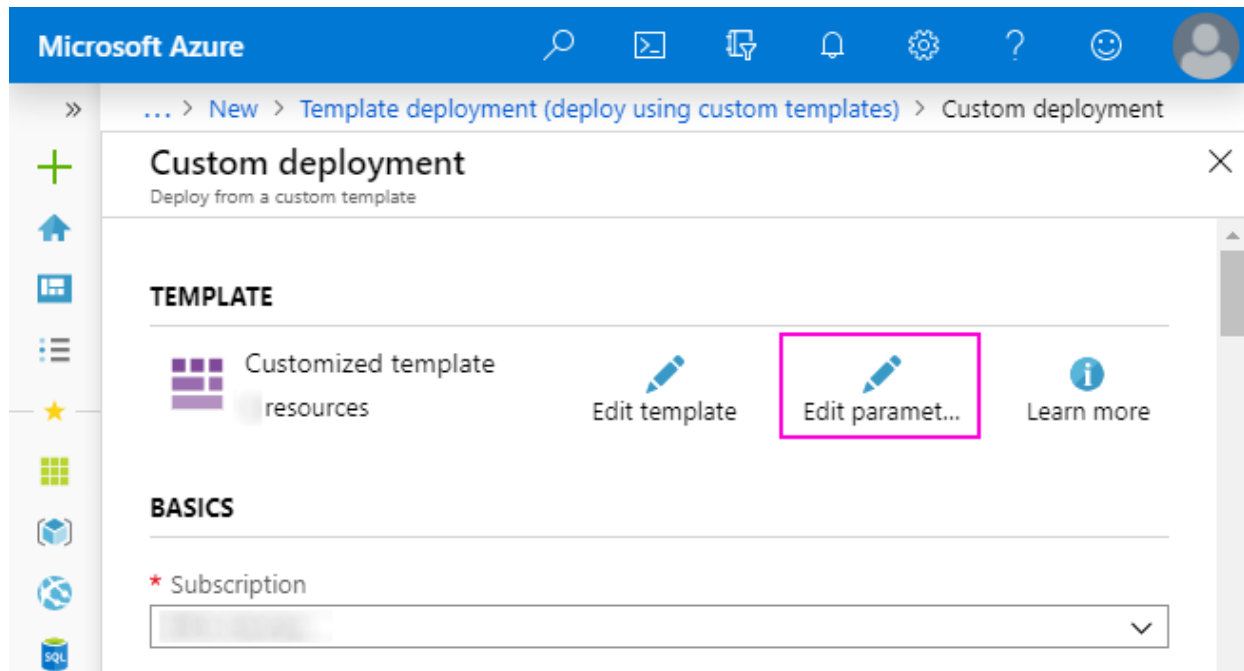 Microsoft Azure
... > New > Template deployment (deploy using custom templates) > Custom deployment
Custom deployment
Deploy from a custom template
TEMPLATE
Customized template
resources
Edit template
Edit paramet...
Learn more
BASICS
* Subscription
SQL